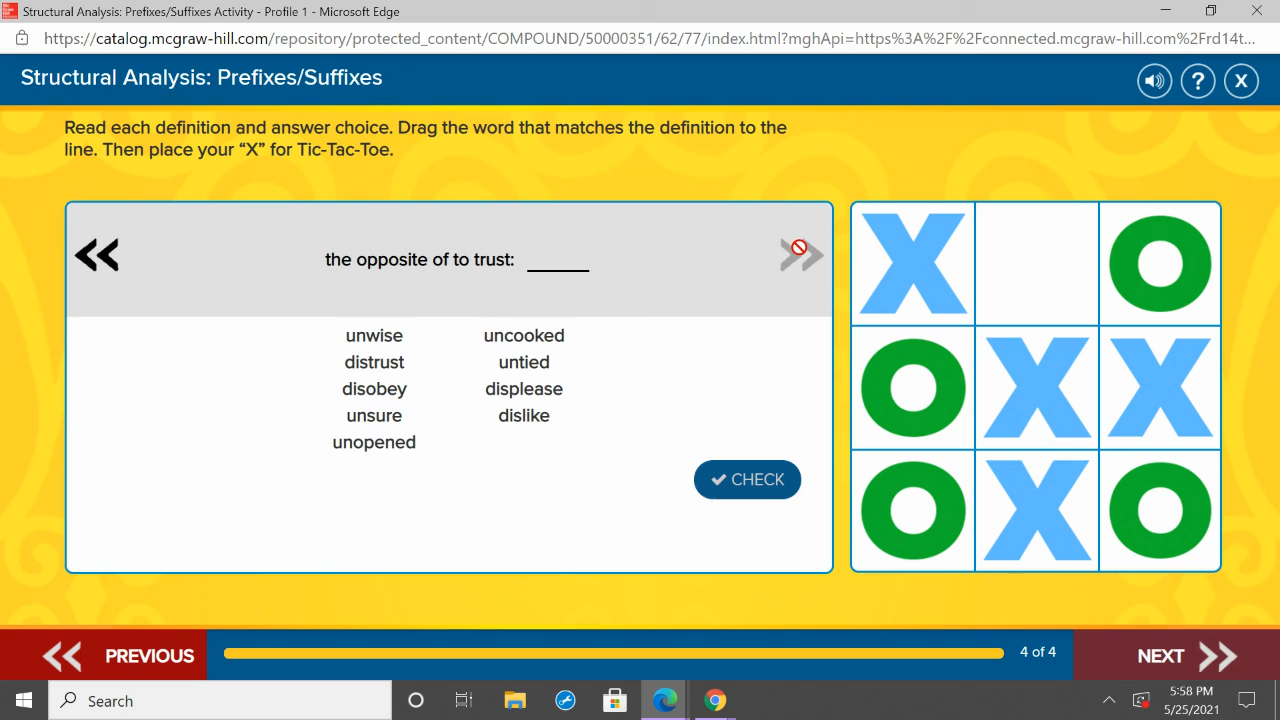 Structural Analysis: Prefixes/Suffixes Activity - Profile 1 - Microsoft Edge
https://catalog.mcgraw-hill.com/repository/protected_content/COMPOUND/50000351/62/77/index.html?mghApi=https%3A%2F%2Fconnected.mcgraw-hill.com%2Frd14t...
Structural Analysis: Prefixes/Suffixes
? X
Read each definition and answer choice. Drag the word that matches the definition to the
line. Then place your “X” for Tic-Tac-Toe.
the opposite of to trust: ______
unwise uncooked
distrust untied
disobey displease
unsure dislike
unopened
CHECK
X O
O X X
O X O
PREVIOUS
4 of 4
NEXT
Search
5:58 PM
5/25/2021